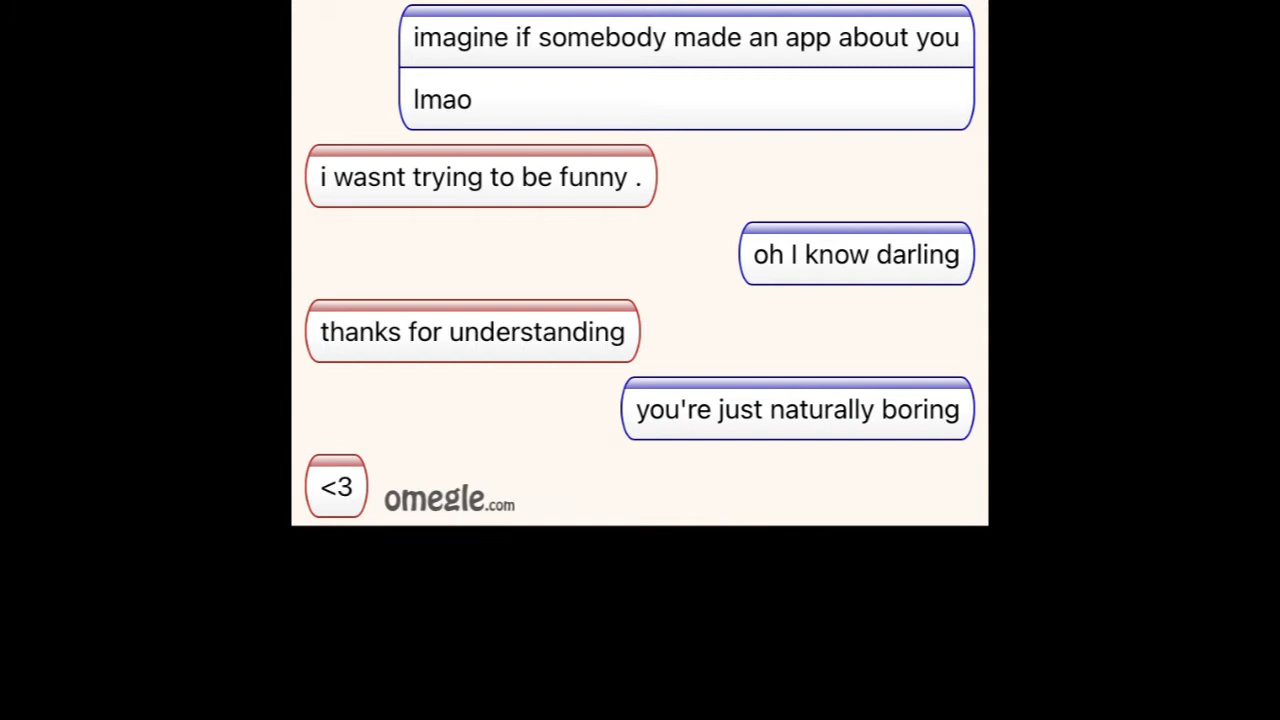 imagine if somebody made an app about you
lmao
i wasnt trying to be funny .
oh I know darling
thanks for understanding
you're just naturally boring
<3
omegle.com